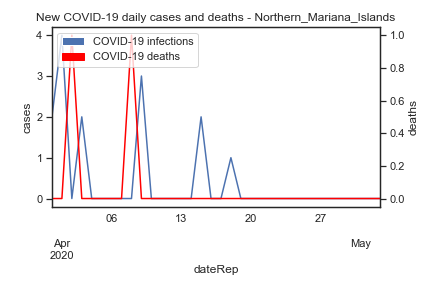 New COVID-19 daily cases and deaths - Northern_Mariana_Islands
COVID-19 infections
COVID-19 deaths
cases
4
3
2
1
0
deaths
1.0
0.8
0.6
0.4
0.2
0.0
06 13 20 27
Apr May
2020
dateRep